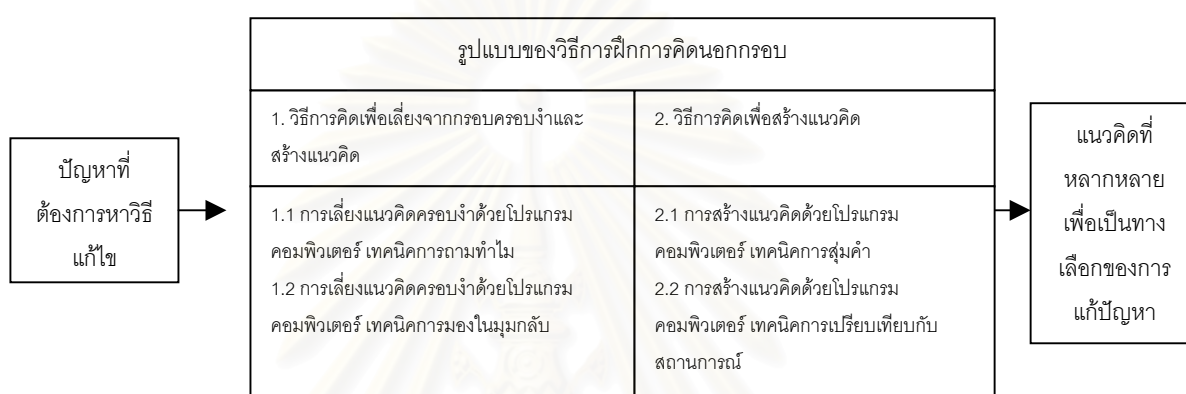 รูปแบบของวิธีการฝึกการคิดนอกกรอบ
ปัญหาที่
ต้องการหาวิธี
แก้ไข
1. วิธีการคิดเพื่อเลี่ยงจากกรอบครอบงำและ
สร้างแนวคิด
2. วิธีการคิดเพื่อสร้างแนวคิด
1.1 การเลี่ยงแนวคิดครอบงำด้วยโปรแกรม
คอมพิวเตอร์ เทคนิคการถามทำไม
1.2 การเลี่ยงแนวคิดครอบงำด้วยโปรแกรม
คอมพิวเตอร์ เทคนิคการมองในมุมกลับ
2.1 การสร้างแนวคิดด้วยโปรแกรม
คอมพิวเตอร์ เทคนิคการสุ่มคำ
2.2 การสร้างแนวคิดด้วยโปรแกรม
คอมพิวเตอร์ เทคนิคการเปรียบเทียบกับ
สถานการณ์
แนวคิดที่
หลากหลาย
เพื่อเป็นทาง
เลือกของการ
แก้ปัญหา